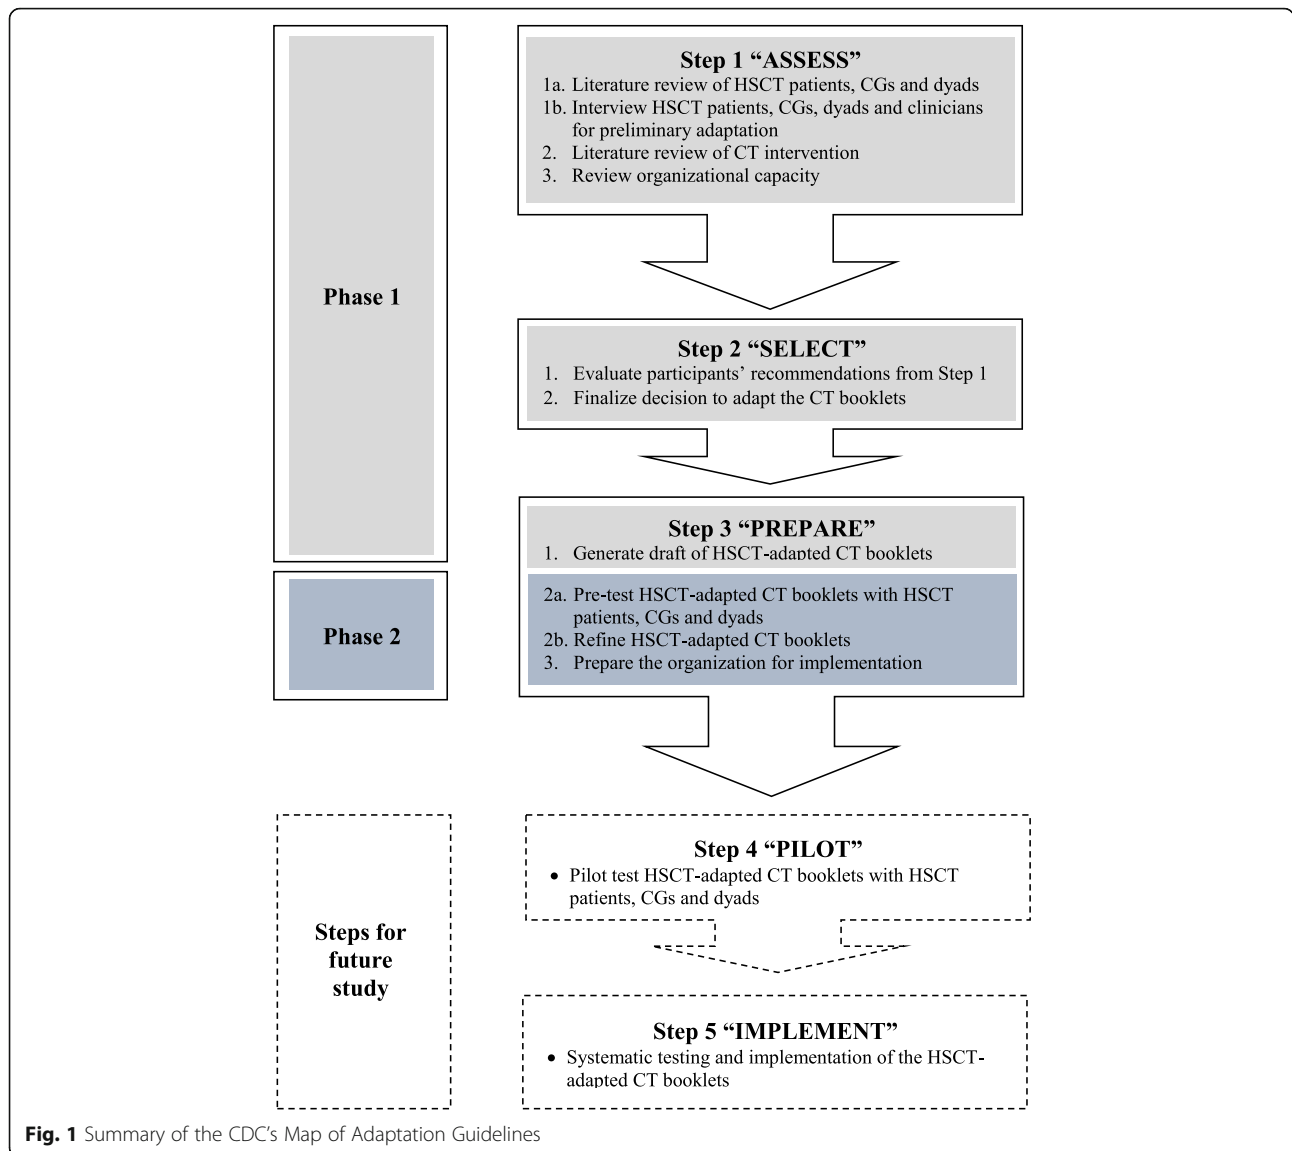 Phase 1
Step 1 “ASSESS”
1a. Literature review of HSCT patients, CGs and dyads
1b. Interview HSCT patients, CGs, dyads and clinicians
for preliminary adaptation
2. Literature review of CT intervention
3. Review organizational capacity
Step 2 “SELECT”
1. Evaluate participants’ recommendations from Step 1
2. Finalize decision to adapt the CT booklets
Step 3 “PREPARE”
1. Generate draft of HSCT-adapted CT booklets
Phase 2
2a. Pre-test HSCT-adapted CT booklets with HSCT
patients, CGs and dyads
2b. Refine HSCT-adapted CT booklets
3. Prepare the organization for implementation
Steps for
future
study
Step 4 “PILOT”
• Pilot test HSCT-adapted CT booklets with HSCT
patients, CGs and dyads
Step 5 “IMPLEMENT”
• Systematic testing and implementation of the HSCT-
adapted CT booklets
Fig. 1 Summary of the CDC’s Map of Adaptation Guidelines